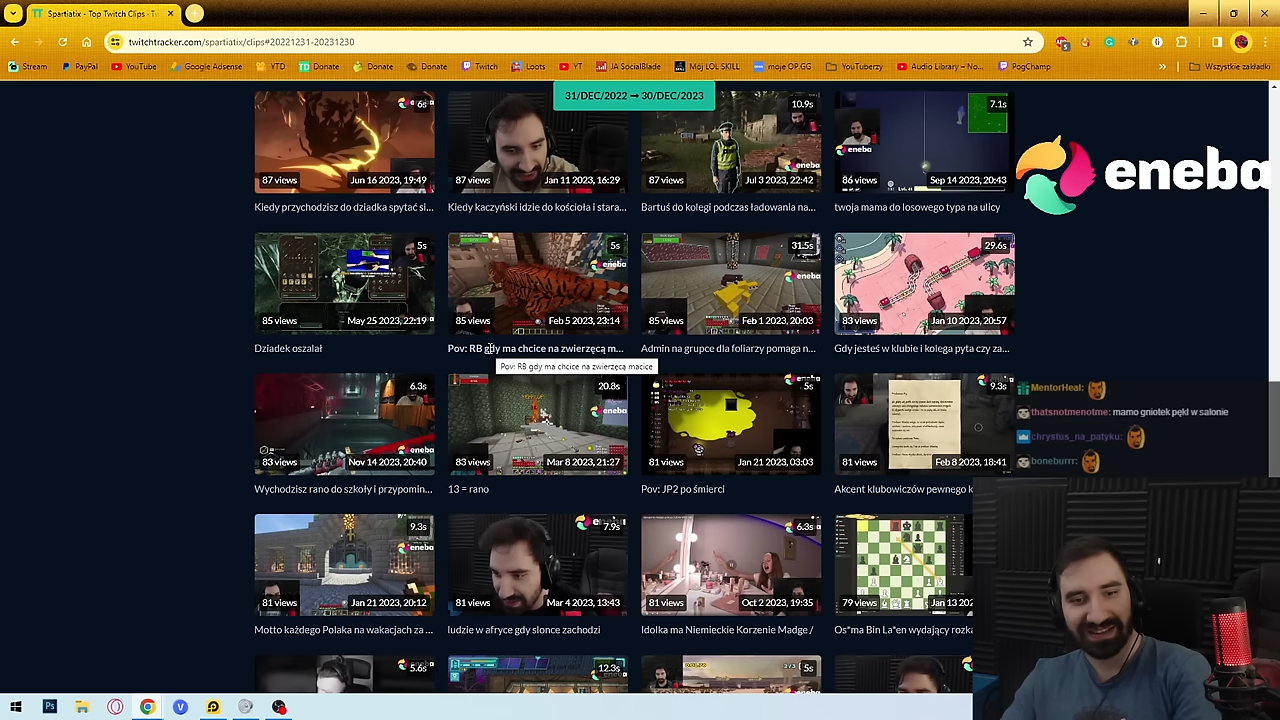 Spartiatix - Top Twitch Clips - Tw
twitchtracker.com/spartiatix/clips#20221231-20231230
Stream PayPal YouTube Google Adsense YTD Donate Donate Donate Twitch Loots YT JA SocialBlade Mój LOL SKILL moje OP.GG YouTuberzy Audio Library – No... PogChamp » Wszystkie zakładki
31/DEC/2022 ➞ 30/DEC/2023
6s 10.9s 7.1s
87 views Jun 16 2023, 19:49 87 views Jan 11 2023, 16:29 87 views Jul 3 2023, 22:42 86 views Sep 14 2023, 20:43
eneba
Kiedy przychodzisz do dziadka spytać si... Kiedy kaczyński idzie do kościoła i stara... Bartuś do kolegi podczas ładowania na... twoja mama do losowego typa na ulicy
5s 5s 31.5s 29.6s
85 views May 25 2023, 22:19 85 views Feb 5 2023, 23:14 85 views Feb 1 2023, 20:03 83 views Jan 10 2023, 20:57
Dziadek oszalał Pov: RB gdy ma chcice na zwierzęcą m... Admin na grupce dla foliarzy pomaga n... Gdy jesteś w klubie i kolega pyta czy za...
Pov: RB gdy ma chcice na zwierzęcą macice
6.3s 20.8s 5s 9.3s
83 views Nov 14 2023, 20:40 83 views Mar 8 2023, 21:27 81 views Jan 21 2023, 03:03 81 views Feb 8 2023, 18:41
MentorHeal:
thatsnotmenotme: mamo gniotek pękł w salonie
chrystus_na_patyku:
boneburrr:
Wychodzisz rano do szkoły i przypomin... 13 = rano Pov: JP2 po śmierci Akcent klubowiczów pewnego k
9.3s 7.9s 6.3s
81 views Jan 21 2023, 20:12 81 views Mar 4 2023, 13:43 81 views Oct 2 2023, 19:35 79 views Jan 13 202
Motto każdego Polaka na wakacjach za ... ludzie w afryce gdy slonce zachodzi Idolka ma Niemieckie Korzenie Madge / Os*ma Bin La*en wydający rozka
5.6s 12.3s 5s